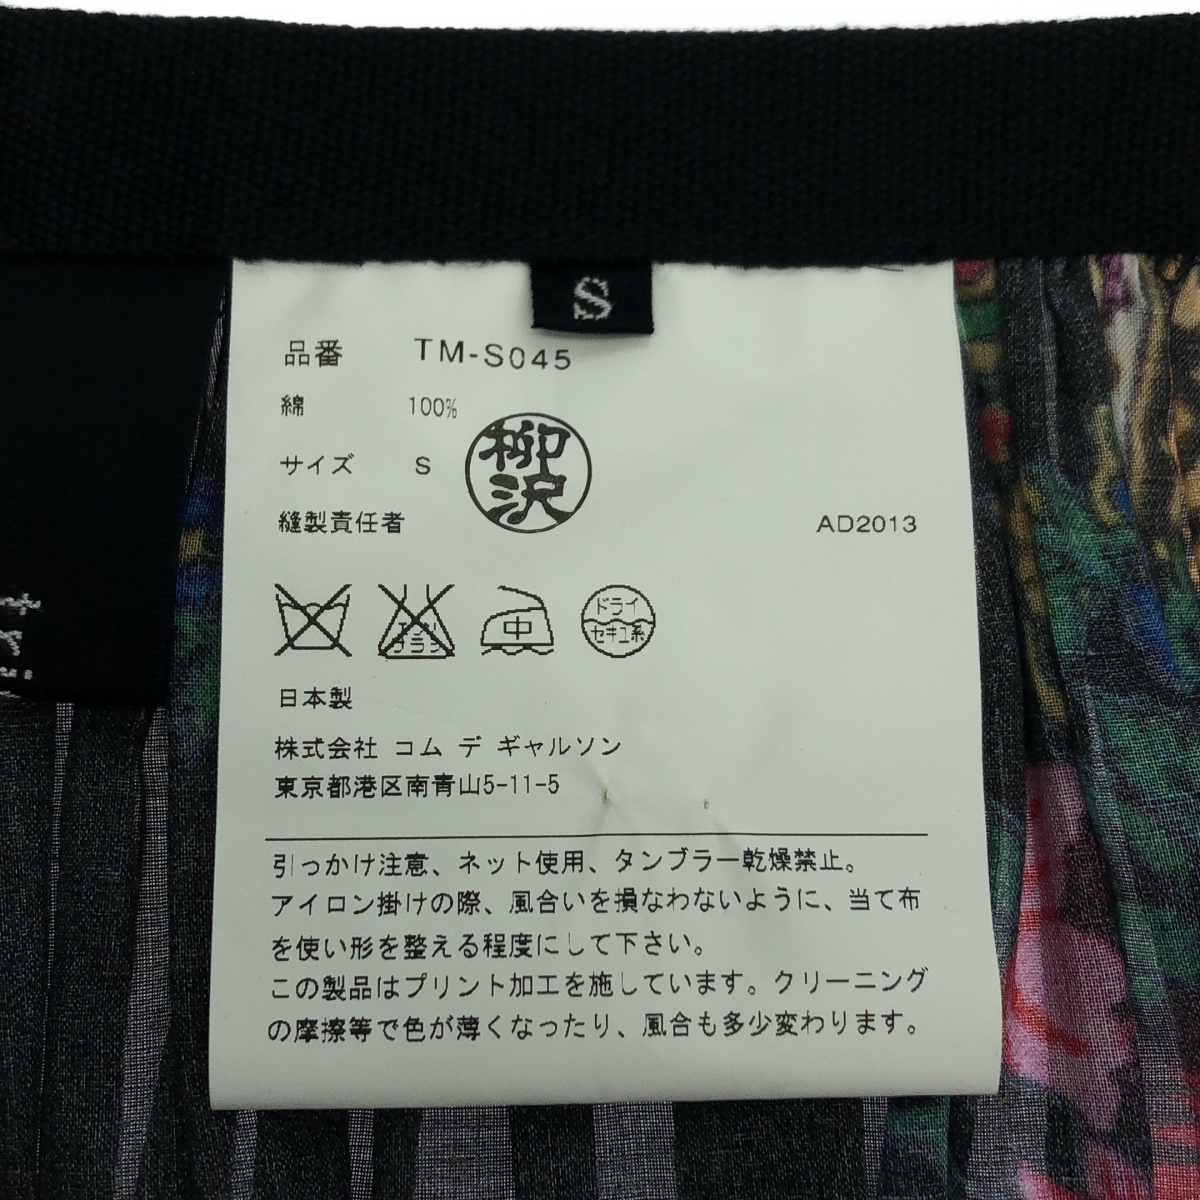 S
品番 TM-S045
綿 100%
サイズ S
柳沢
縫製責任者
AD2013
エンソ
プラン
中
ドライ
セキユ系
日本製
株式会社 コム デ ギャルソン
東京都港区南青山5-11-5
引っかけ注意、ネット使用、タンブラー乾燥禁止。
アイロン掛けの際、風合いを損なわないように、当て布
を使い形を整える程度にして下さい。
この製品はプリント加工を施しています。クリーニング
の摩擦等で色が薄くなったり、風合も多少変わります。